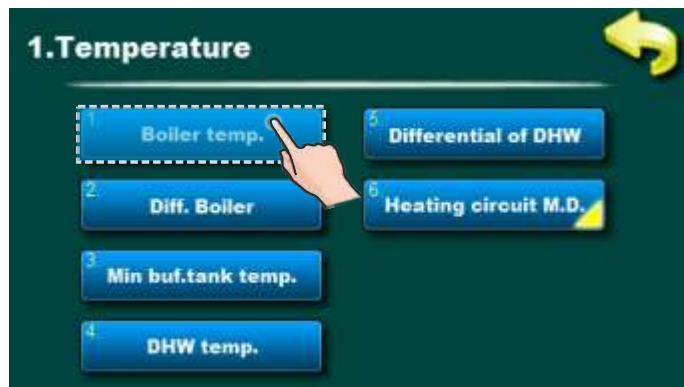 1.Temperature
1
Boiler temp.
2
Diff. Boiler
3
Min buf.tank temp.
4
DHW temp.
5
Differential of DHW
6
Heating circuit M.D.